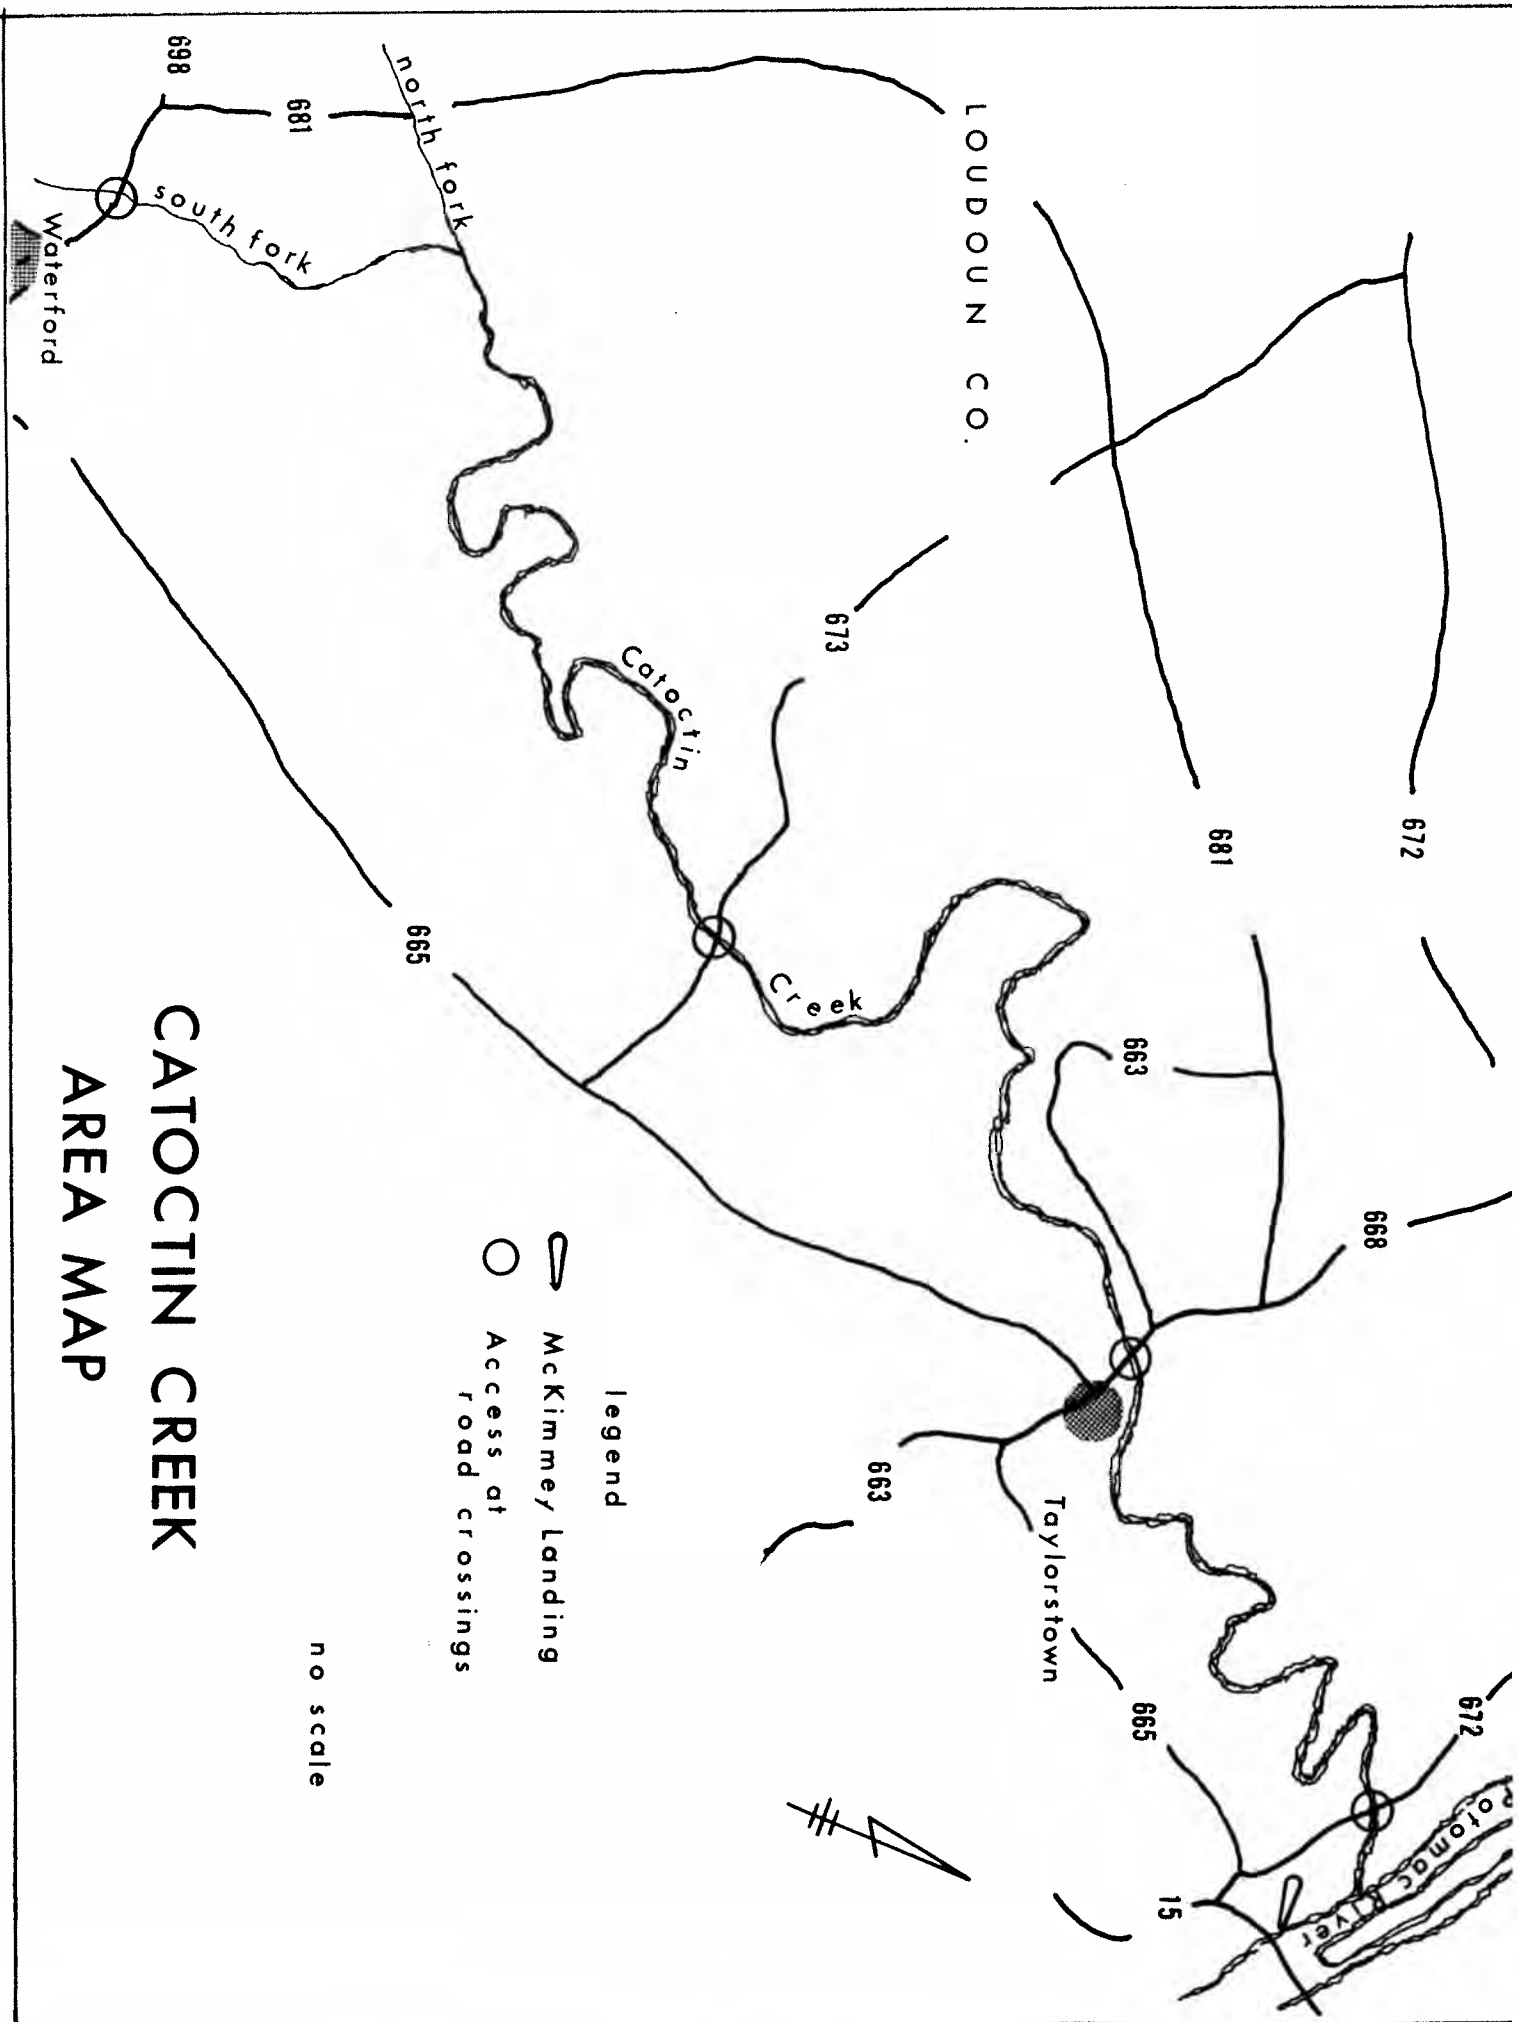 698
681
north fork
south fork
Waterford
LOUDOUN CO.
673
Catoctin
Creek
681
672
665
663
668
663
Taylorstown
665
672
Potomac River
15
legend
McKimmey Landing
Access at
road crossings
no scale
CATOCTIN CREEK
AREA MAP